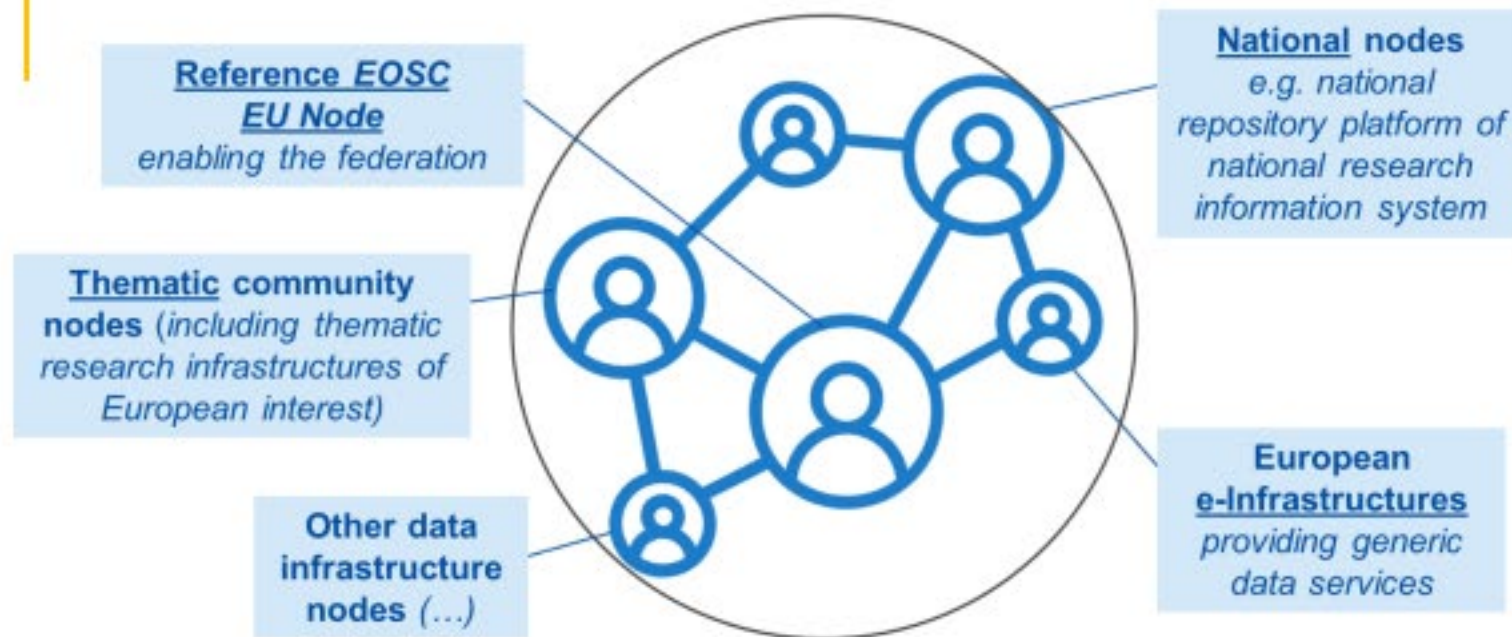 Reference EOSC
EU Node
enabling the federation
National nodes
e.g. national
repository platform of
national research
information system
Thematic community
nodes (including thematic
research infrastructures of
European interest)
Other data
infrastructure
nodes (...)
European
e-Infrastructures
providing generic
data services